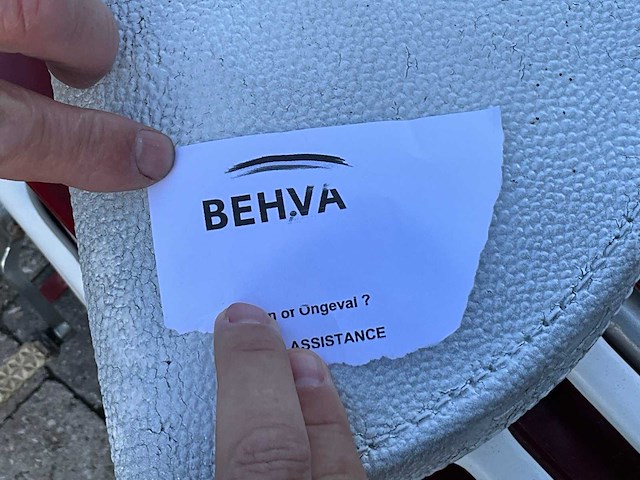 BEHVA
n or Ongeval ?
ASSISTANCE